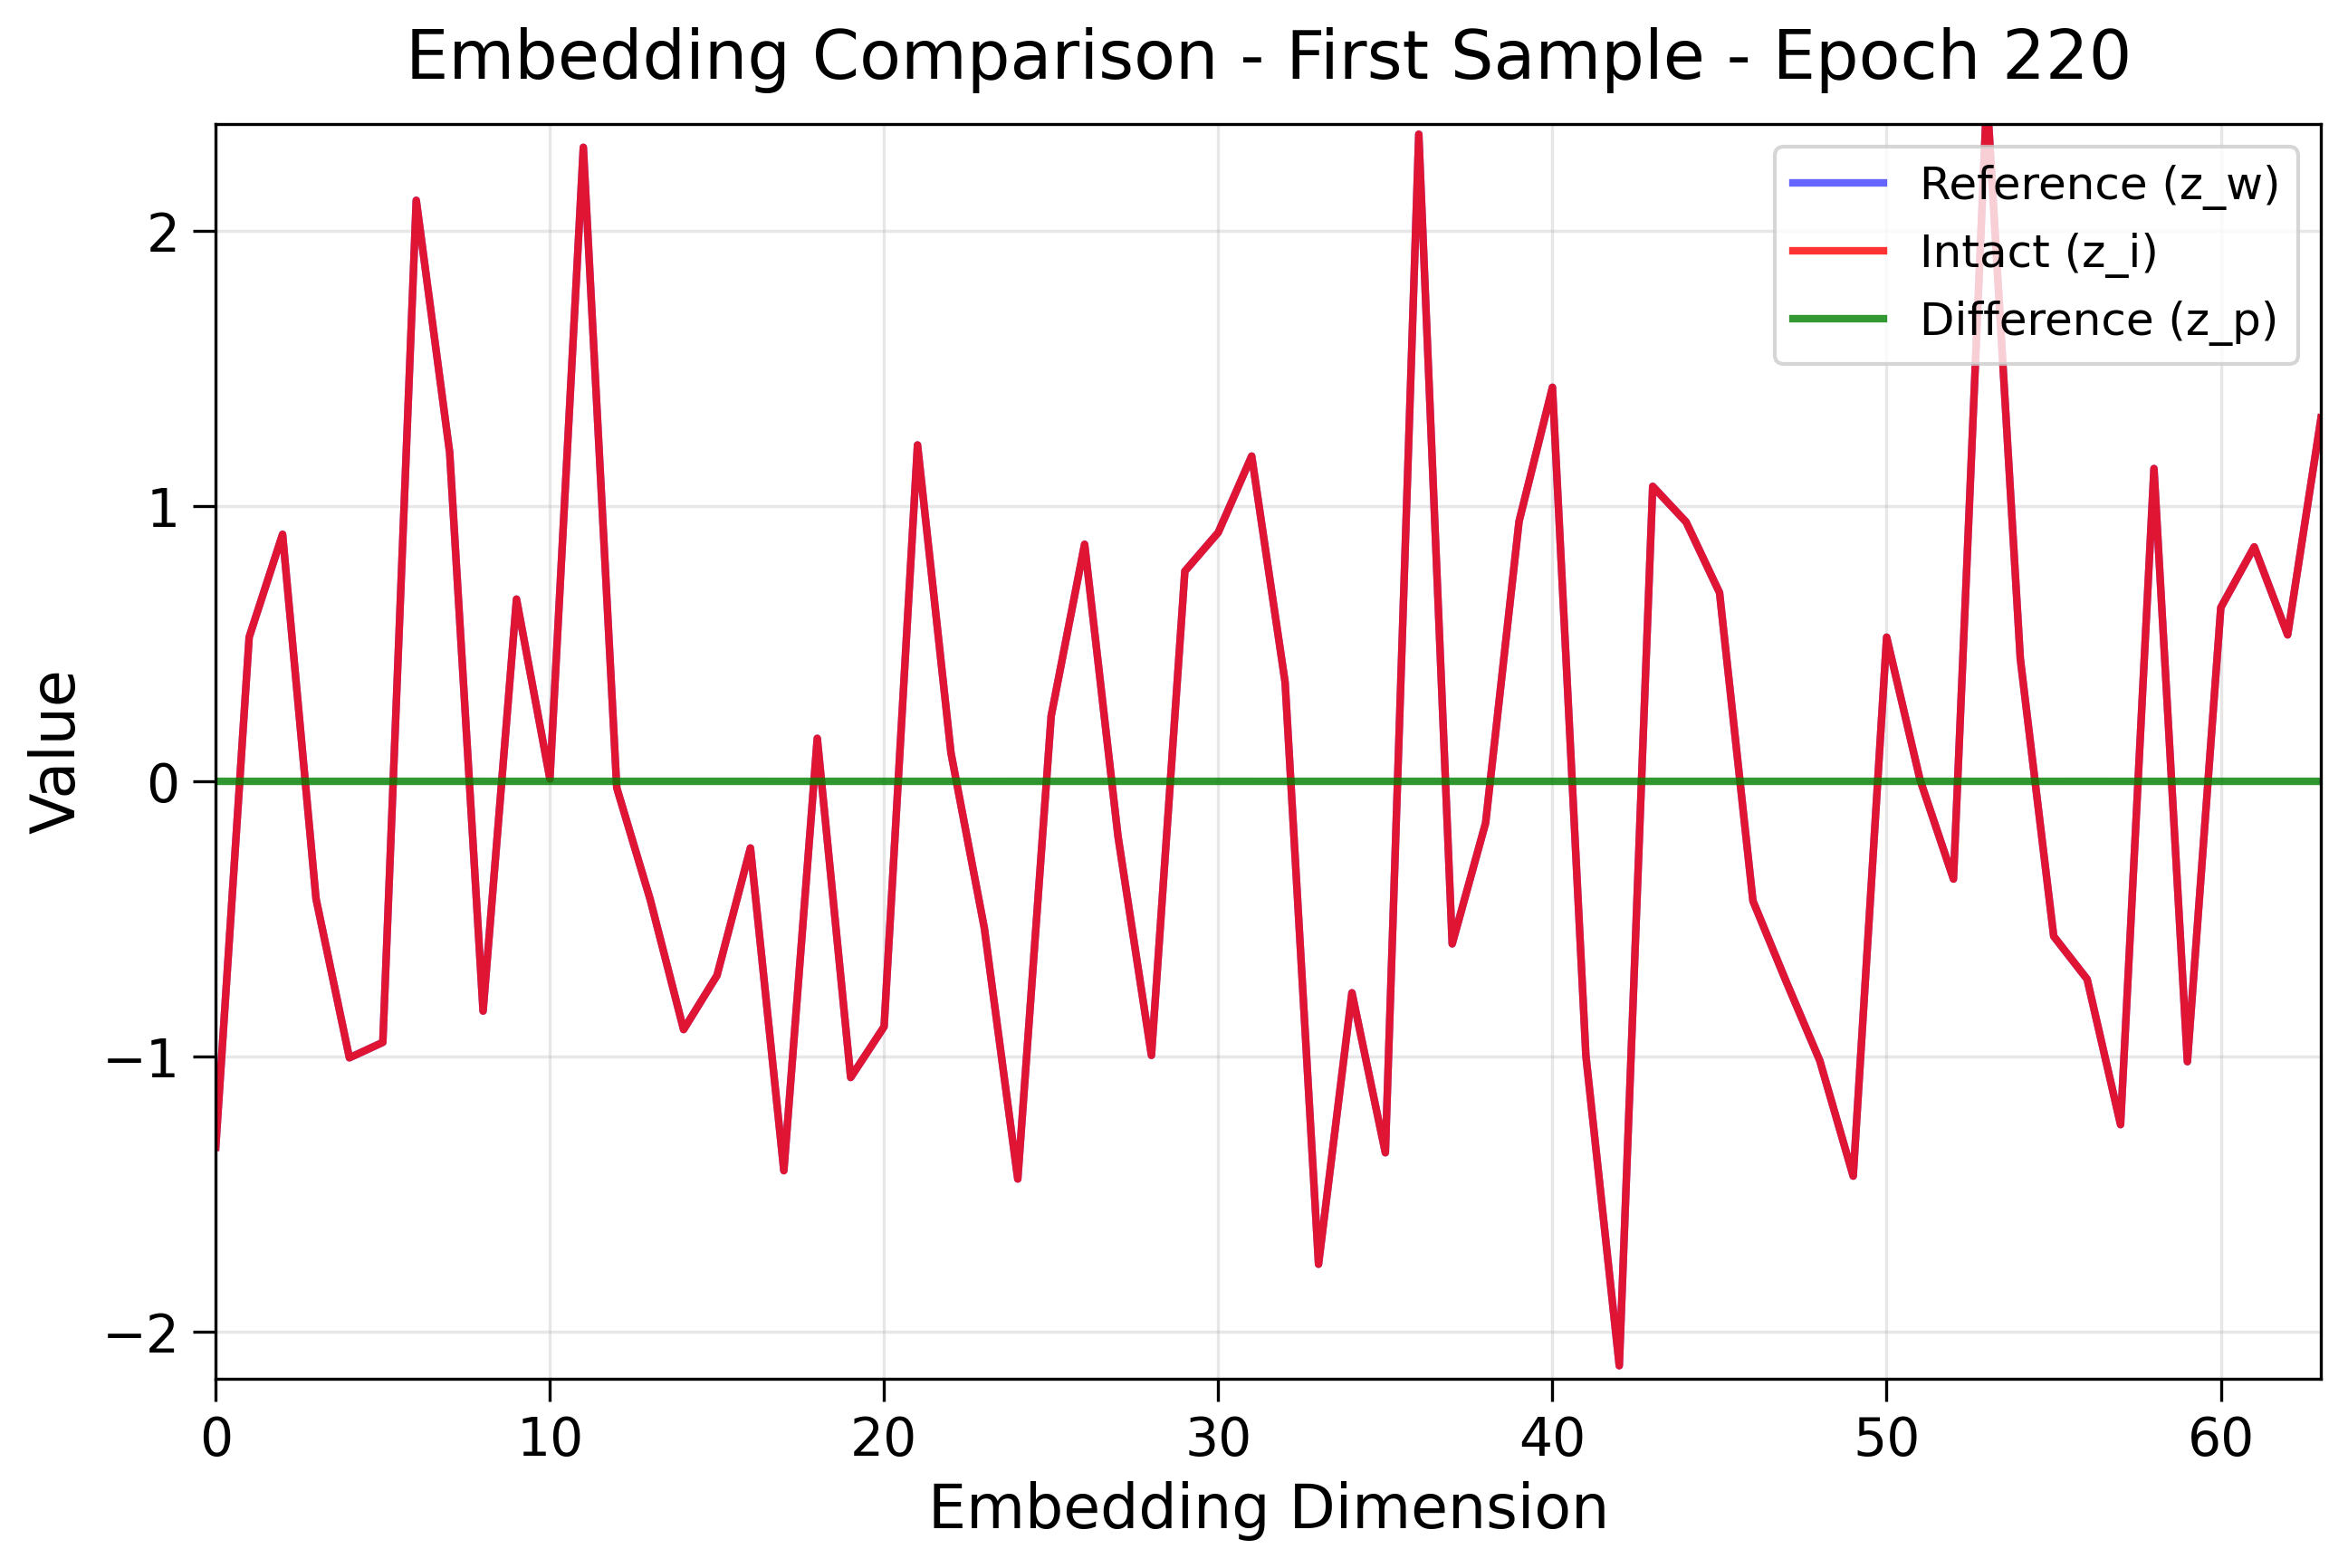 Embedding Comparison - First Sample - Epoch 220
Reference (z_w)
Intact (z_i)
Difference (z_p)
2
1
0
−1
−2
Value
0 10 20 30 40 50 60
Embedding Dimension